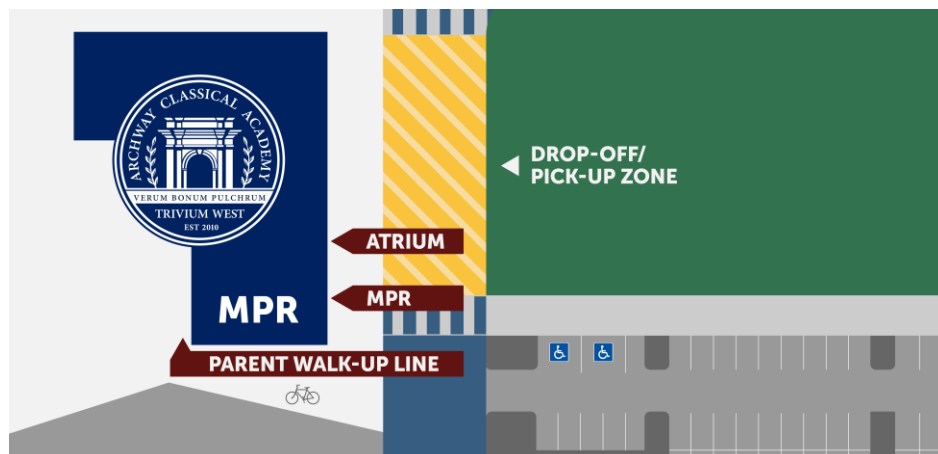 ARCHWAY CLASSICAL ACADEMY
VERUM BONUM PULCHRUM
TRIVIUM WEST
EST 2010
DROP-OFF/
PICK-UP ZONE
ATRIUM
MPR
MPR
PARENT WALK-UP LINE